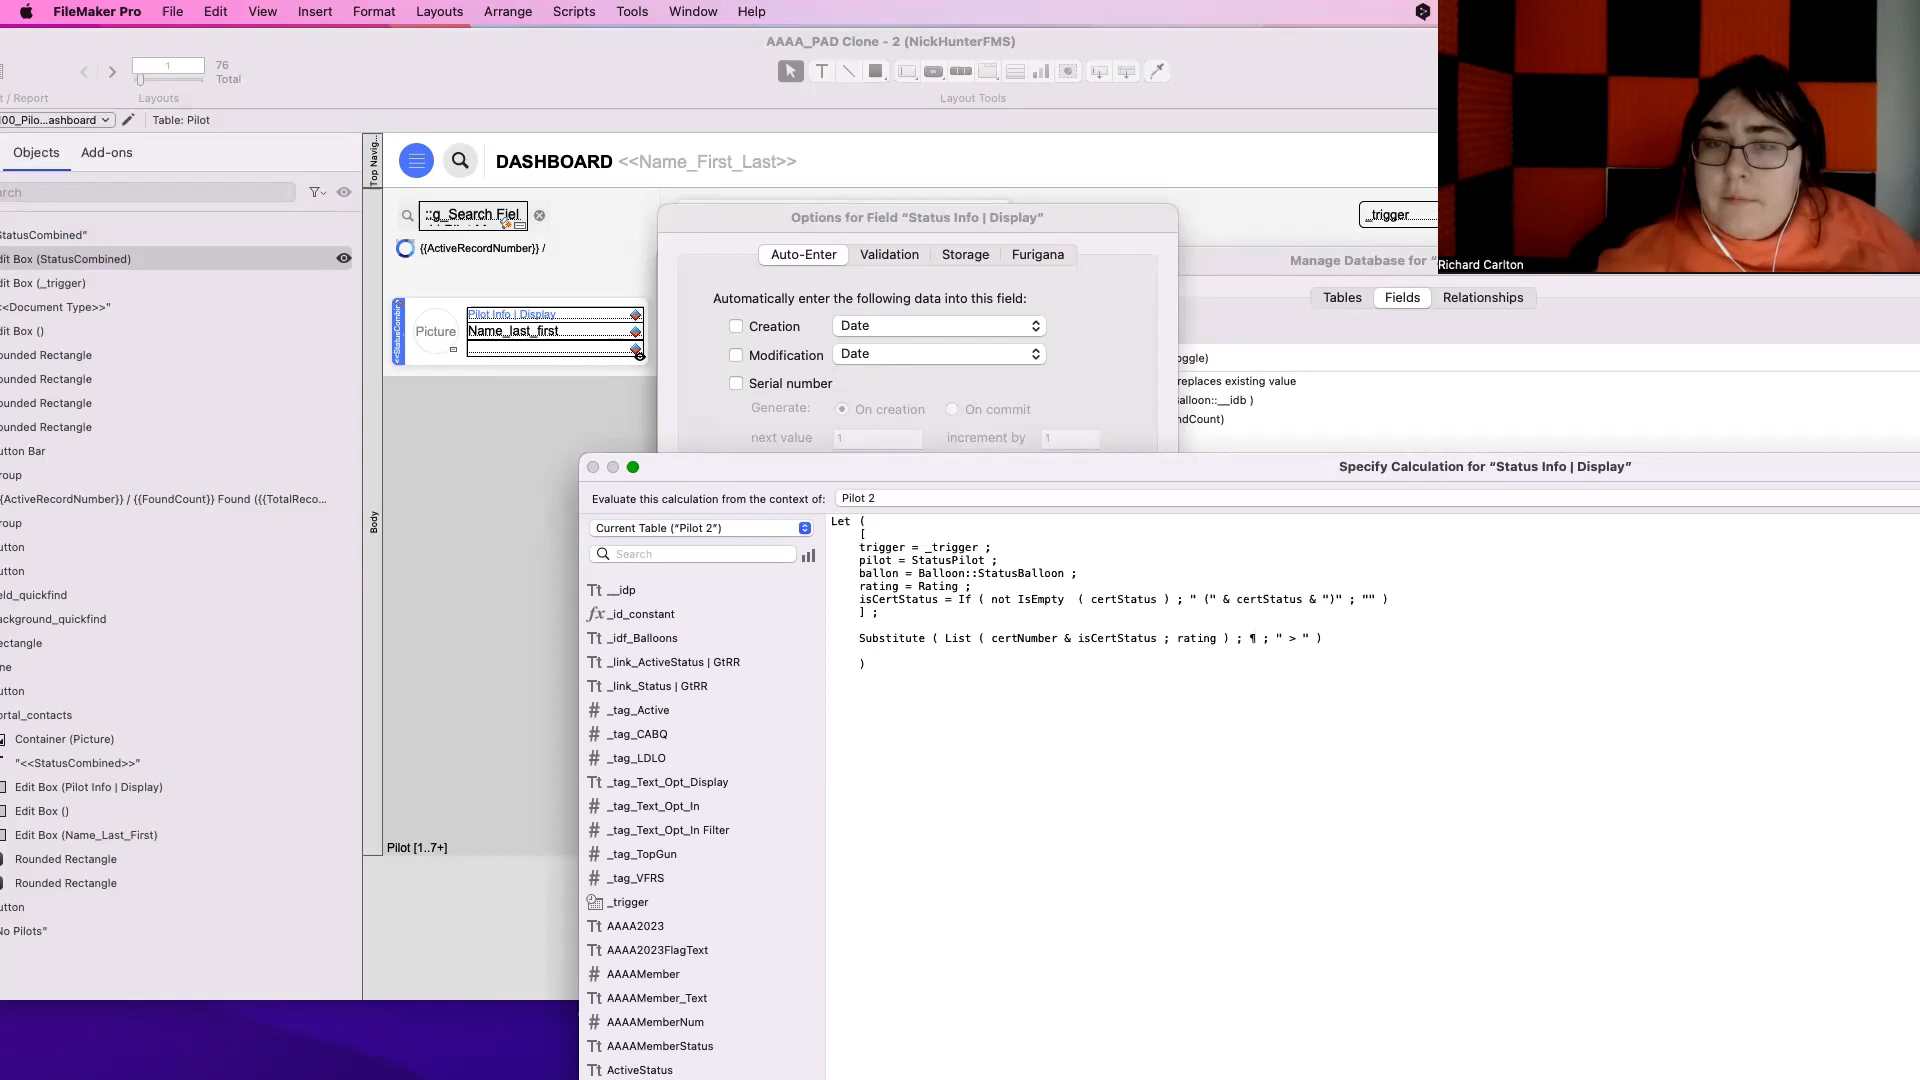 FileMaker Pro File Edit View Insert Format Layouts Arrange Scripts Tools Window Help
AAAA_PAD Clone - 2 (NickHunterFMS)
1
76
Total
Layouts
t / Report
Layout Tools
00_Pilo...ashboard
Table: Pilot
Objects Add-ons
rch
StatusCombined"
dit Box (StatusCombined)
dit Box (_trigger)
<<Document Type>>"
dit Box ()
ounded Rectangle
ounded Rectangle
ounded Rectangle
ounded Rectangle
utton Bar
roup
{ActiveRecordNumber}} / {{FoundCount}} Found ({{TotalReco...
roup
utton
utton
eld_quickfind
ackground_quickfind
ectangle
ne
utton
ortal_contacts
Container (Picture)
"<<StatusCombined>>"
Edit Box (Pilot Info | Display)
Edit Box ()
Edit Box (Name_Last_First)
Rounded Rectangle
Rounded Rectangle
utton
No Pilots"
Top Navig...
Body
DASHBOARD <<Name_First_Last>>
::g_Search Fiel
{{ActiveRecordNumber}} /
<<StatusCombin
Picture
Pilot Info | Display
Name_last_first
Pilot [1..7+]
_trigger
Richard Carlton
Options for Field “Status Info | Display”
Auto-Enter Validation Storage Furigana
Automatically enter the following data into this field:
Creation Date
Modification Date
Serial number
Generate: On creation On commit
next value 1 increment by 1
Manage Database for “
Tables Fields Relationships
oggle)
replaces existing value
alloon::__idb )
ndCount)
Specify Calculation for “Status Info | Display”
Evaluate this calculation from the context of: Pilot 2
Current Table (“Pilot 2”)
Search
__idp
_id_constant
_idf_Balloons
_link_ActiveStatus | GtRR
_link_Status | GtRR
_tag_Active
_tag_CABQ
_tag_LDLO
_tag_Text_Opt_Display
_tag_Text_Opt_In
_tag_Text_Opt_In Filter
_tag_TopGun
_tag_VFRS
_trigger
AAAA2023
AAAA2023FlagText
AAAAMember
AAAAMember_Text
AAAAMemberNum
AAAAMemberStatus
ActiveStatus
Let (
[
trigger = _trigger ;
pilot = StatusPilot ;
ballon = Balloon::StatusBalloon ;
rating = Rating ;
isCertStatus = If ( not IsEmpty ( certStatus ) ; " (" & certStatus & ")" ; "" )
] ;
Substitute ( List ( certNumber & isCertStatus ; rating ) ; ¶ ; " > " )
)